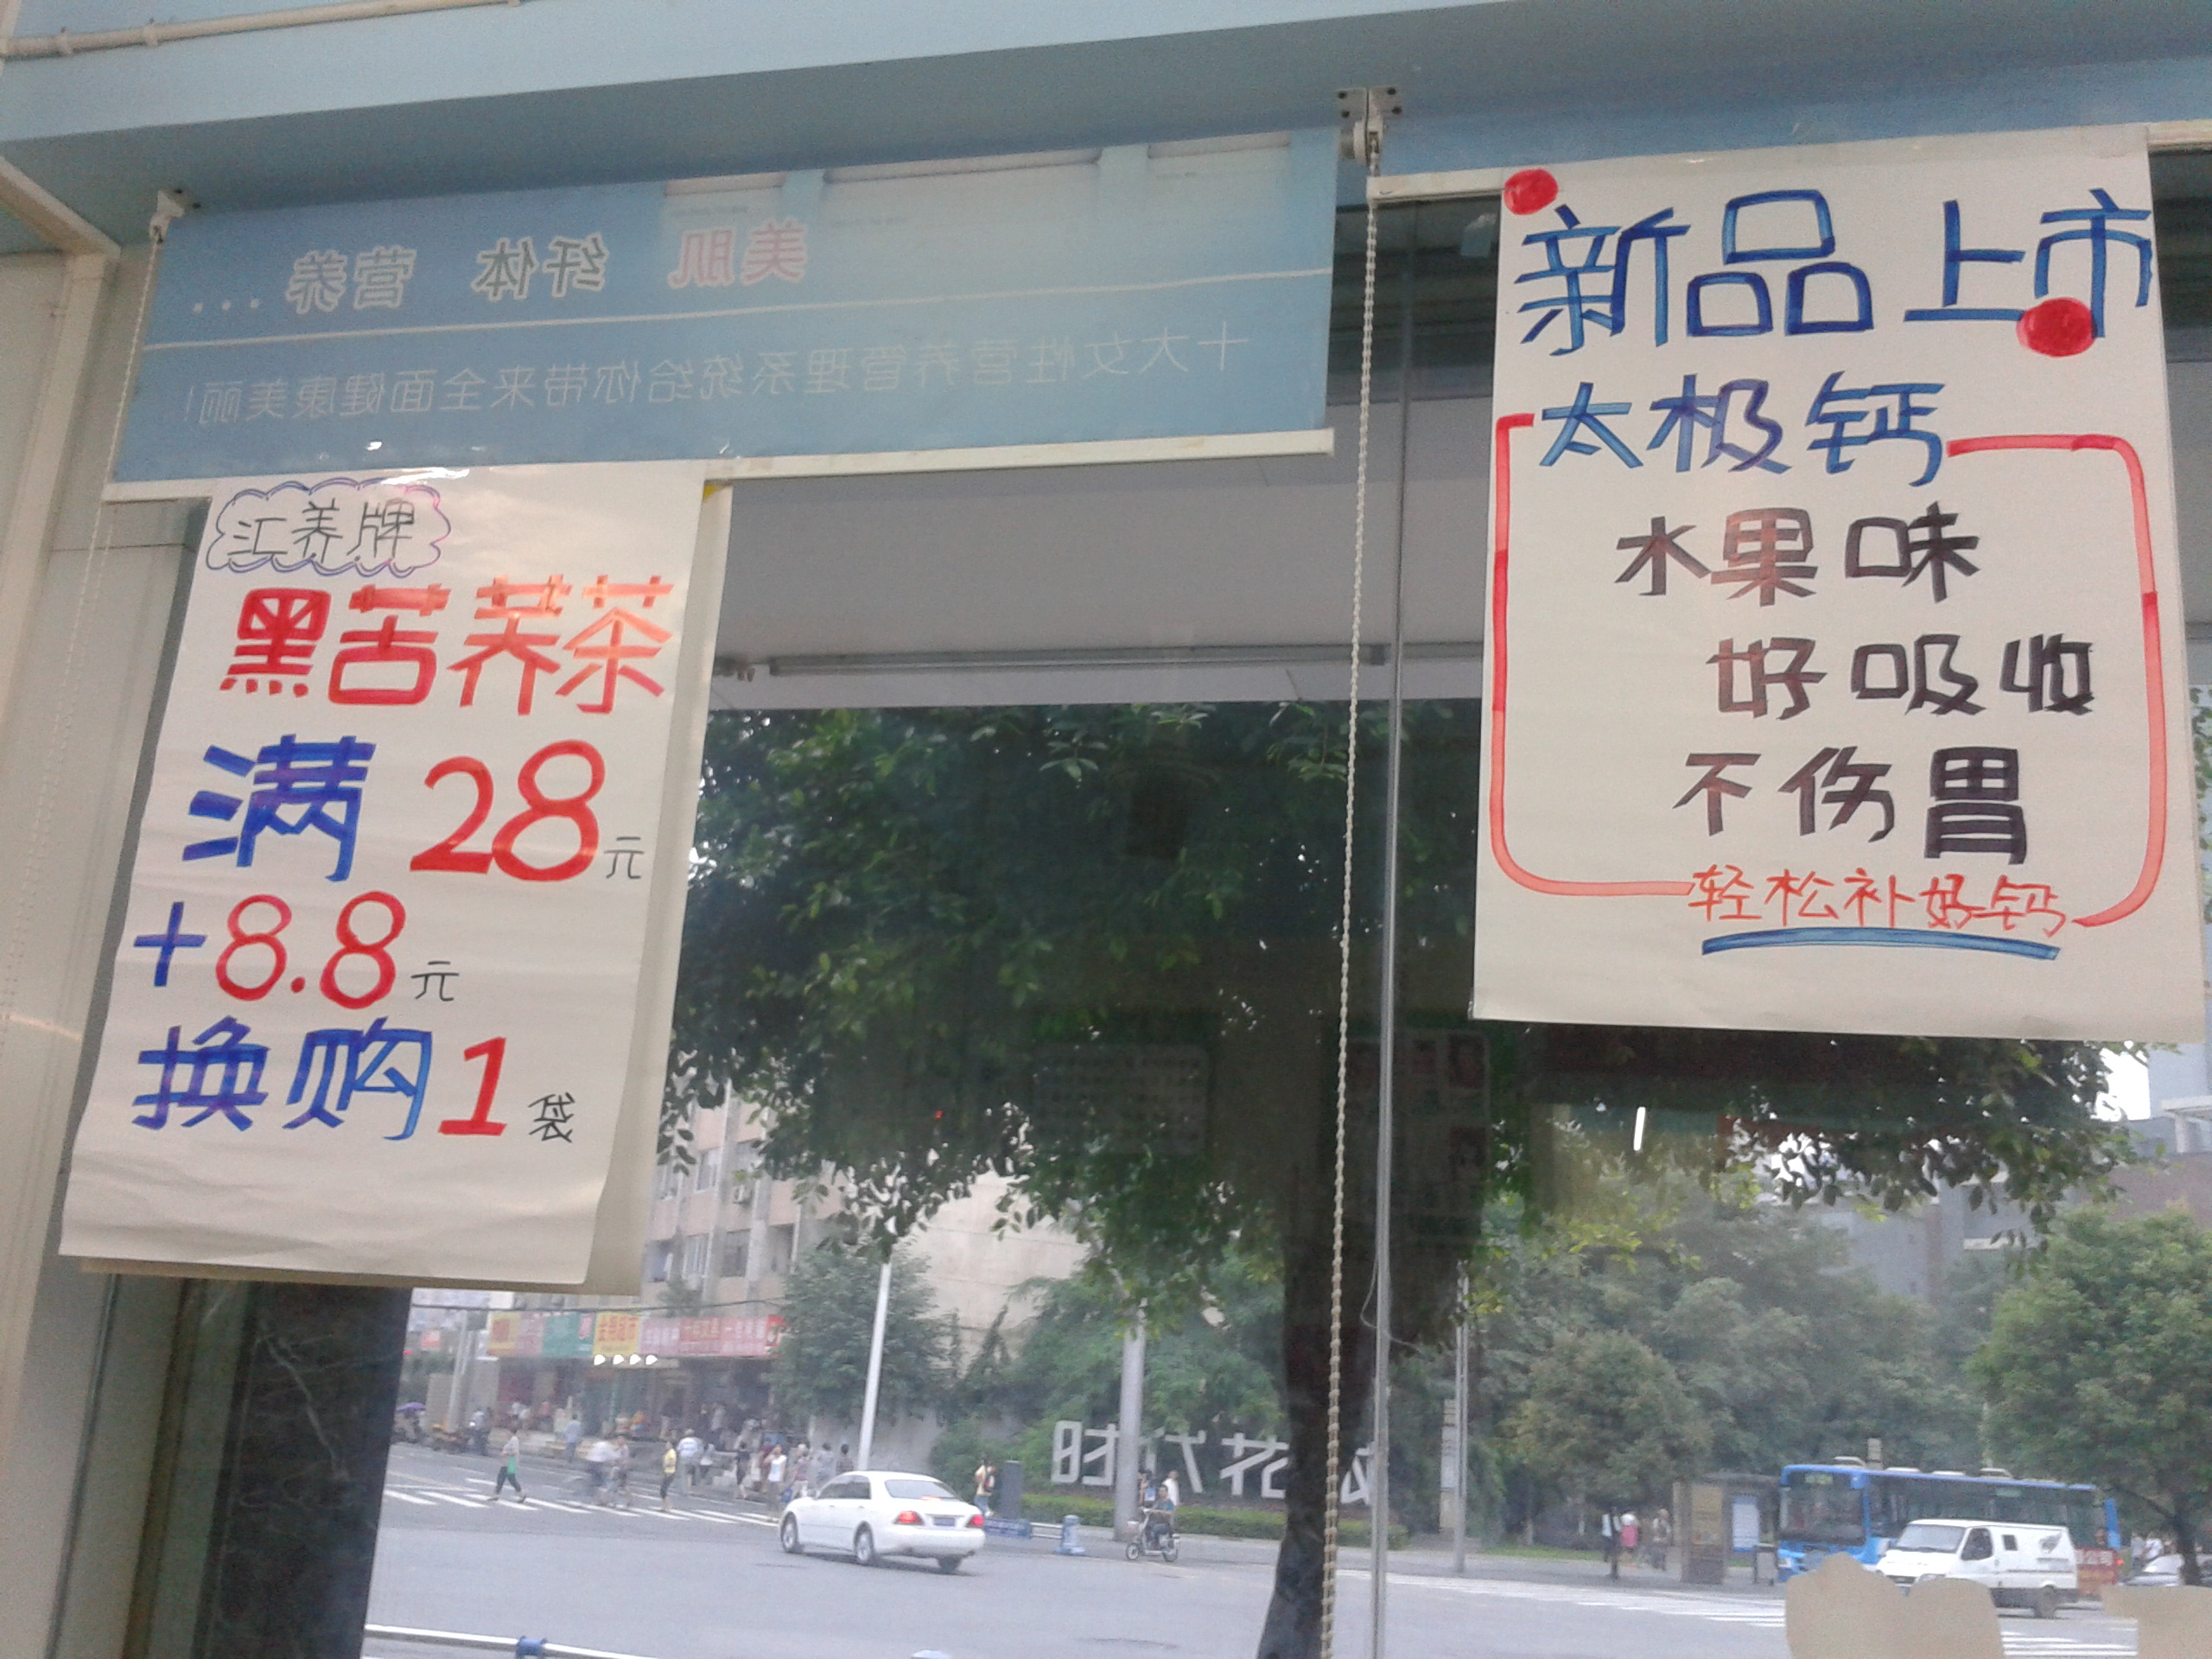 美肌 纤体 营养 ...
十大女性营养管理系统给你带来全面健康美丽!
汇养牌
黑苦荞茶
满28元
+8.8元
换购1袋
新品上市
太极钙
水果味
好吸收
不伤胃
轻松补好钙
时代花